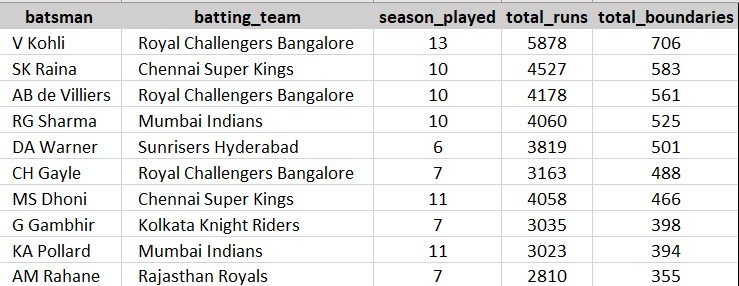 batsman batting_team season_played total_runs total_boundaries
V Kohli Royal Challengers Bangalore 13 5878 706
SK Raina Chennai Super Kings 10 4527 583
AB de Villiers Royal Challengers Bangalore 10 4178 561
RG Sharma Mumbai Indians 10 4060 525
DA Warner Sunrisers Hyderabad 6 3819 501
CH Gayle Royal Challengers Bangalore 7 3163 488
MS Dhoni Chennai Super Kings 11 4058 466
G Gambhir Kolkata Knight Riders 7 3035 398
KA Pollard Mumbai Indians 11 3023 394
AM Rahane Rajasthan Royals 7 2810 355